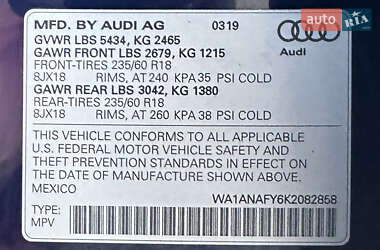 MFD. BY AUDI AG 0319
GVWR LBS 5434, KG 2465
GAWR FRONT LBS 2679, KG 1215
FRONT-TIRES 235/60 R18
8JX18 RIMS, AT 240 KPA 35 PSI COLD
GAWR REAR LBS 3042, KG 1380
REAR-TIRES 235/60 R18
8JX18 RIMS, AT 260 KPA 38 PSI COLD
Audi
THIS VEHICLE CONFORMS TO ALL APPLICABLE
U.S. FEDERAL MOTOR VEHICLE SAFETY AND
THEFT PREVENTION STANDARDS IN EFFECT ON
THE DATE OF MANUFACTURE SHOWN ABOVE.
MEXICO
WA1ANAFY6K2082858
TYPE:
MPV
AUTO.RIA.com